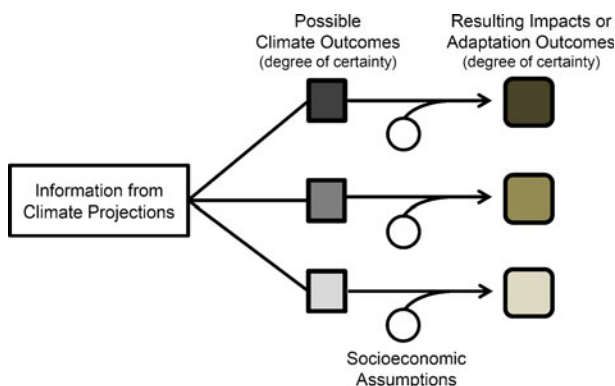 Possible
Climate Outcomes
(degree of certainty)
Resulting Impacts or
Adaptation Outcomes
(degree of certainty)
Information from
Climate Projections
Socioeconomic
Assumptions